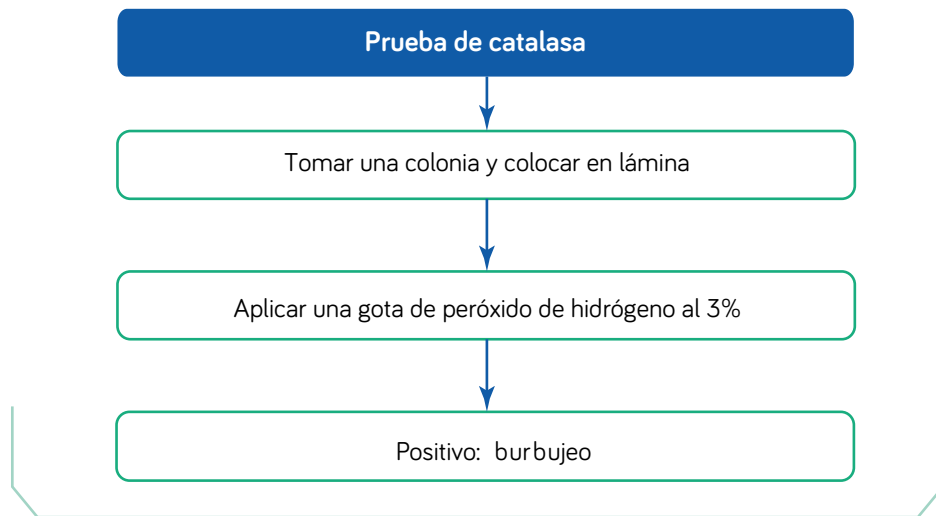 Prueba de catalasa
Tomar una colonia y colocar en lámina
Aplicar una gota de peróxido de hidrógeno al 3%
Positivo: burbujeo